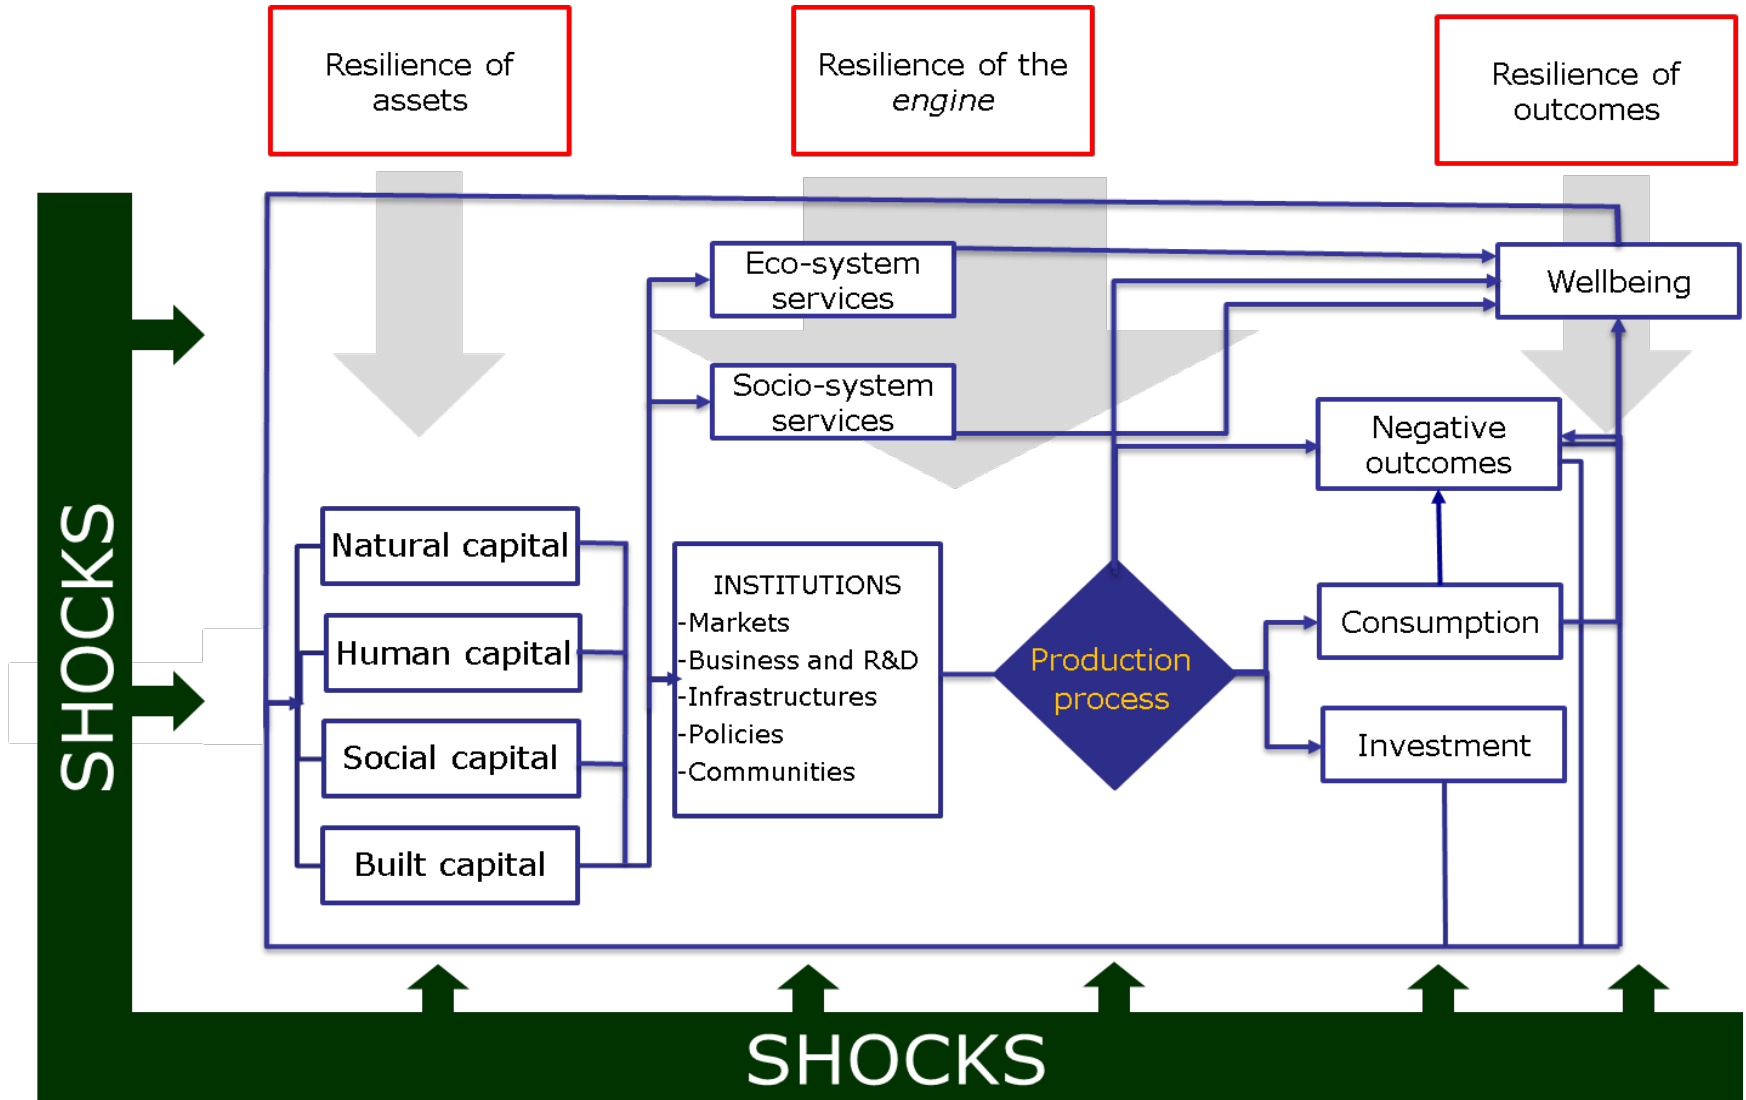 Resilience of
assets
Resilience of the
engine
Resilience of
outcomes
Eco-system
services
Wellbeing
Socio-system
services
Negative
outcomes
Natural capital
Human capital
Social capital
Built capital
INSTITUTIONS
-Markets
-Business and R&D
-Infrastructures
-Policies
-Communities
Production
process
Consumption
Investment
SHOCKS
SHOCKS